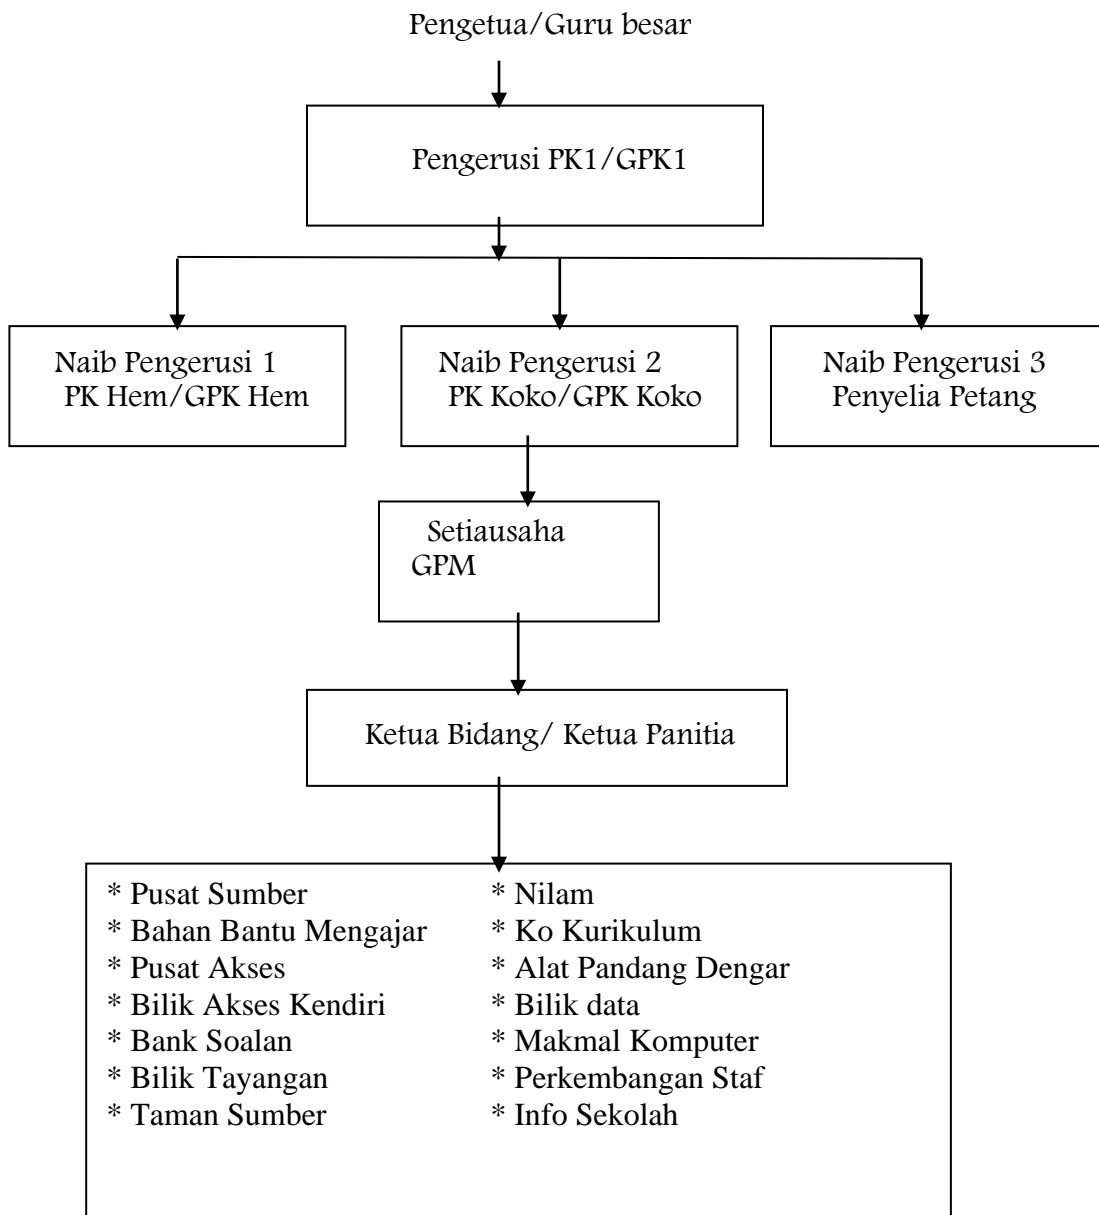 Pengetua/Guru besar
Pengerusi PK1/GPK1
Naib Pengerusi 1
PK Hem/GPK Hem
Naib Pengerusi 2
PK Koko/GPK Koko
Naib Pengerusi 3
Penyelia Petang
Setiausaha
GPM
Ketua Bidang/ Ketua Panitia
* Pusat Sumber
* Bahan Bantu Mengajar
* Pusat Akses
* Bilik Akses Kendiri
* Bank Soalan
* Bilik Tayangan
* Taman Sumber
* Nilam
* Ko Kurikulum
* Alat Pandang Dengar
* Bilik data
* Makmal Komputer
* Perkembangan Staf
* Info Sekolah